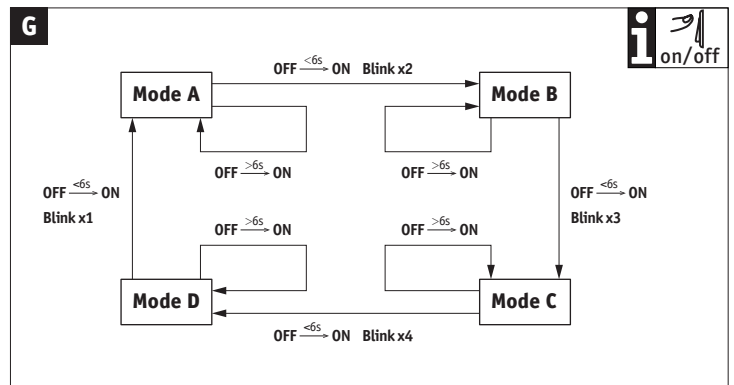 G
i
on/off
OFF <6s ON Blink x2
Mode A
Mode B
OFF >6s ON
OFF >6s ON
OFF <6s ON
Blink x1
OFF <6s ON
Blink x3
OFF >6s ON
OFF >6s ON
Mode D
Mode C
OFF <6s ON Blink x4